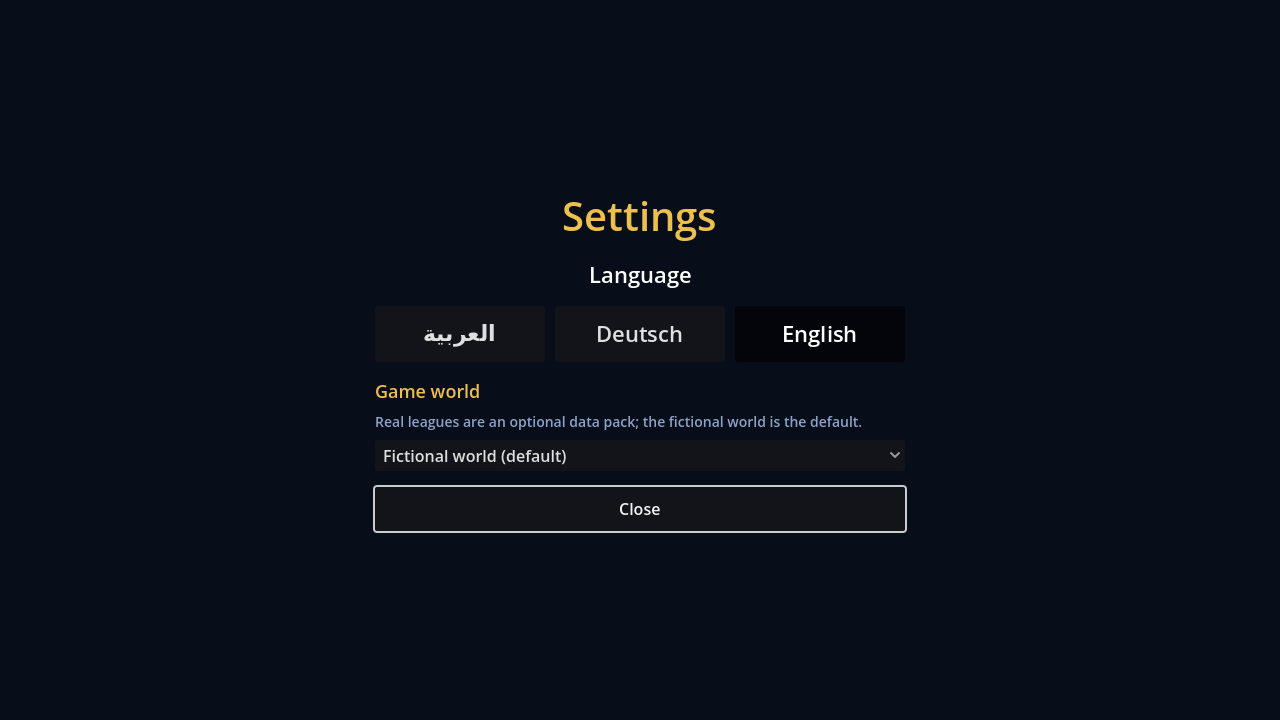 Settings
Language
العربية
Deutsch
English
Game world
Real leagues are an optional data pack; the fictional world is the default.
Fictional world (default)
Close